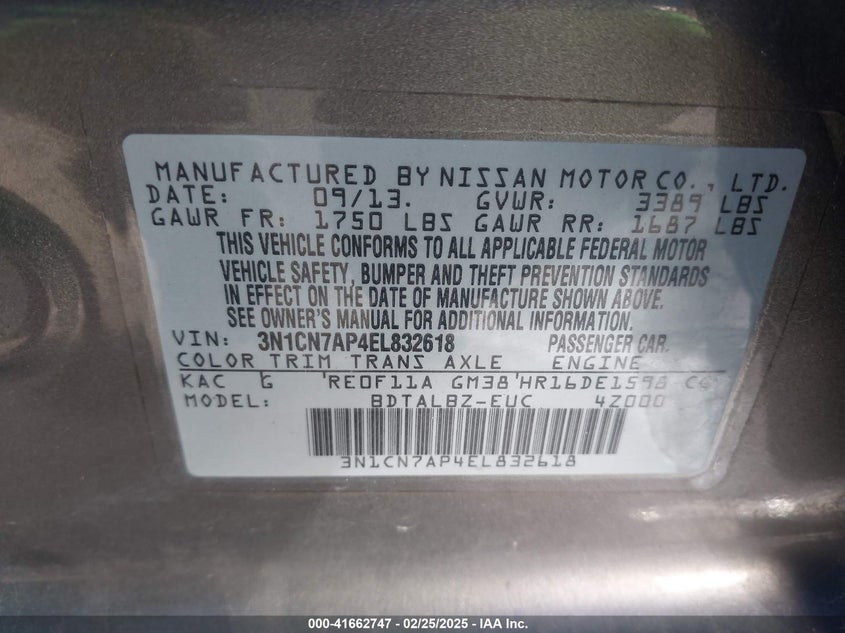 MANUFACTURED BY NISSAN MOTOR CO., LTD.
DATE: 09/13. GVWR: 3389 LBS
GAWR FR: 1750 LBS GAWR RR: 1687 LBS
THIS VEHICLE CONFORMS TO ALL APPLICABLE FEDERAL MOTOR
VEHICLE SAFETY, BUMPER AND THEFT PREVENTION STANDARDS
IN EFFECT ON THE DATE OF MANUFACTURE SHOWN ABOVE.
SEE OWNER'S MANUAL FOR ADDITIONAL INFORMATION.
VIN: 3N1CN7AP4EL832618 PASSENGER CAR.
COLOR TRIM TRANS AXLE ENGINE
KAC G RE0F11A GM38 HR16DE1598 CC
MODEL: BDTALBZ-EUC 4Z000
3N1CN7AP4EL832618
000-41662747 - 02/25/2025 - IAA Inc.